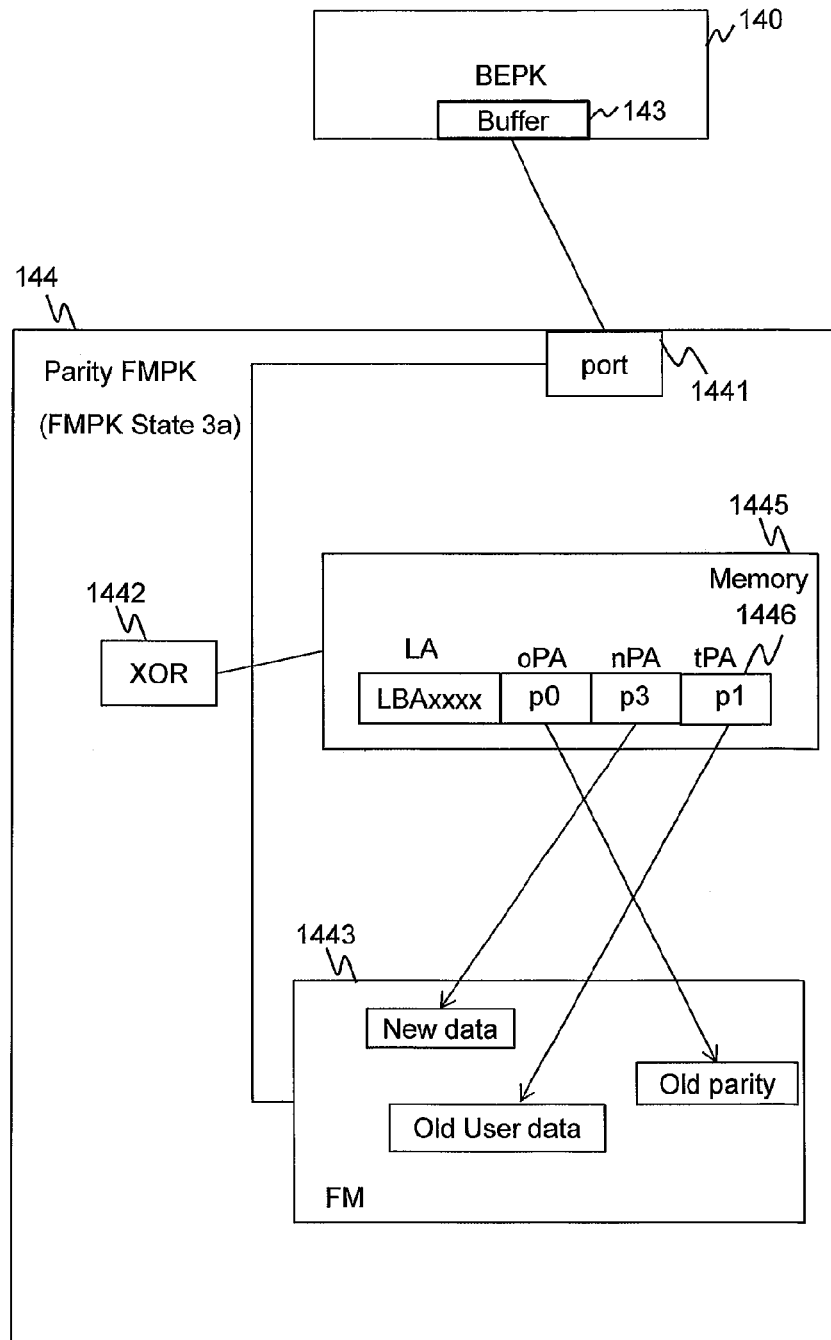 140
BEPK
Buffer
143
144
Parity FMPK
(FMPK State 3a)
port
1441
1445
Memory
1442
XOR
1446
LA oPA nPA tPA
LBAxxxx p0 p3 p1
1443
New data
Old parity
Old User data
FM